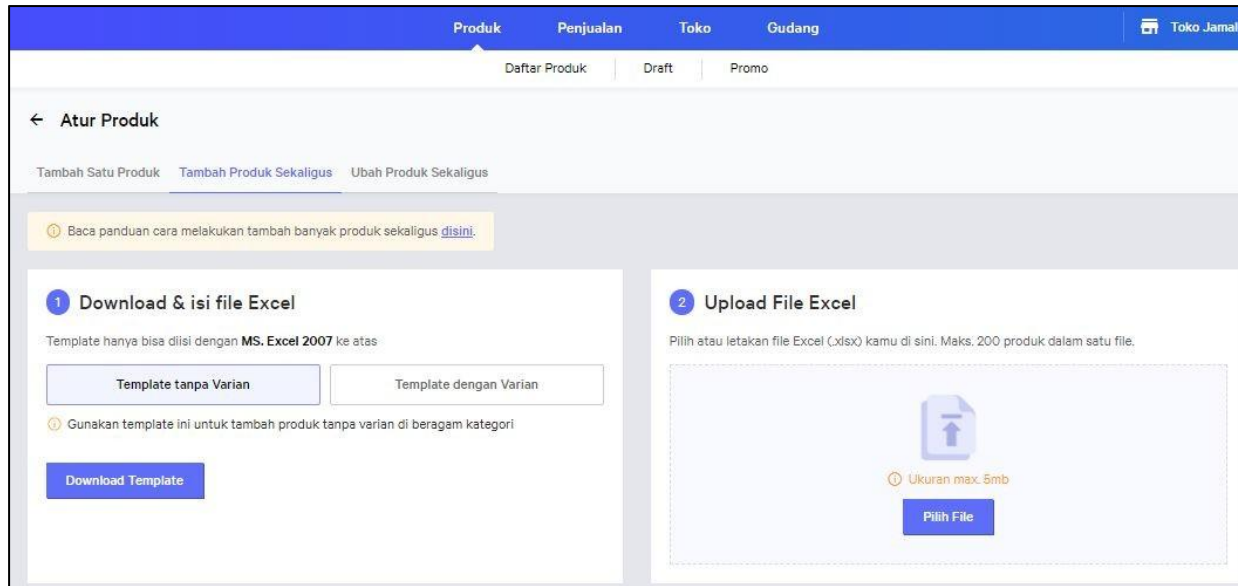 Produk Penjualan Toko Gudang Toko Jamal
Daftar Produk Draft Promo
← Atur Produk
Tambah Satu Produk Tambah Produk Sekaligus Ubah Produk Sekaligus
Baca panduan cara melakukan tambah banyak produk sekaligus disini.
1 Download & isi file Excel
Template hanya bisa diisi dengan MS. Excel 2007 ke atas
Template tanpa Varian Template dengan Varian
Gunakan template ini untuk tambah produk tanpa varian di beragam kategori
Download Template
2 Upload File Excel
Pilih atau letakan file Excel (.xlsx) kamu di sini. Maks. 200 produk dalam satu file.
Ukuran max. 5mb
Pilih File